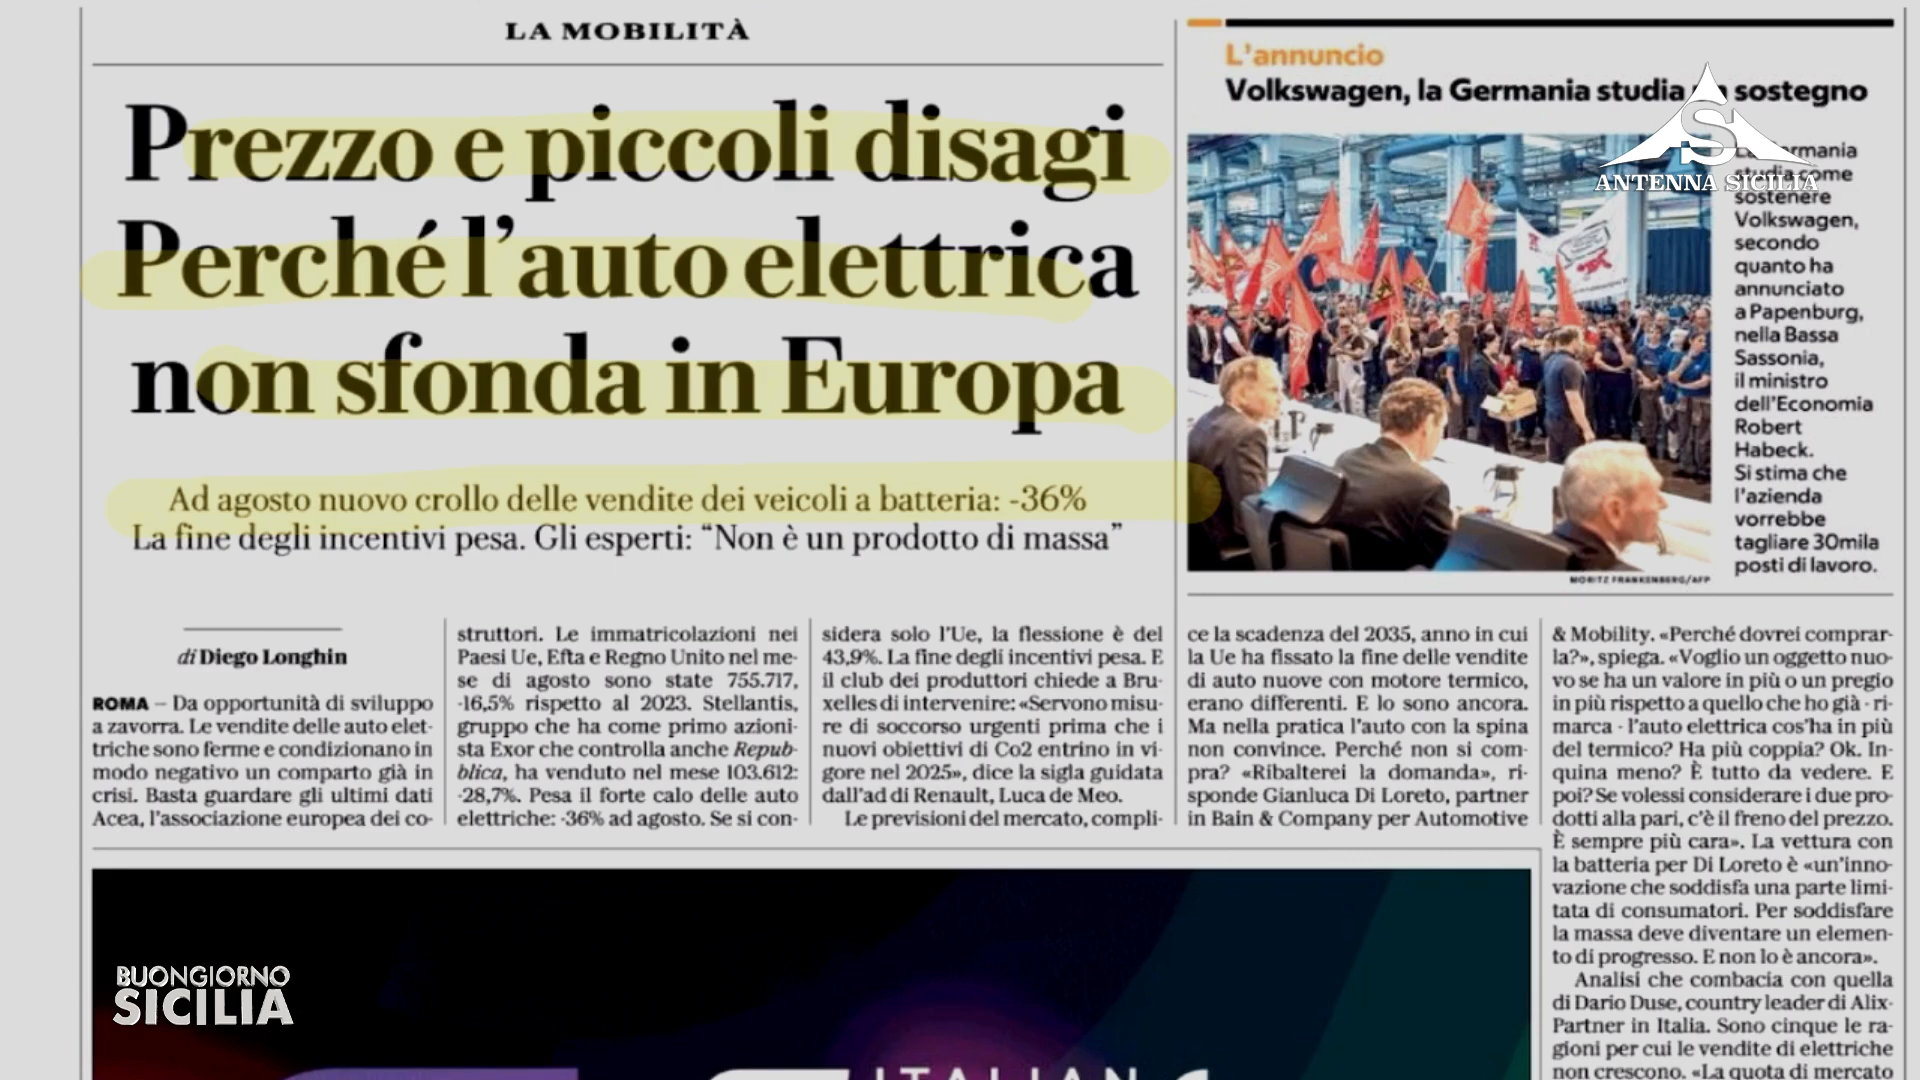 LA MOBILITÀ
Prezzo e piccoli disagi
Perché l'auto elettrica
non sfonda in Europa
Ad agosto nuovo crollo delle vendite dei veicoli a batteria: -36%
La fine degli incentivi pesa. Gli esperti: “Non è un prodotto di massa”
di Diego Longhin
ROMA – Da opportunità di sviluppo
a zavorra. Le vendite delle auto elet-
triche sono ferme e condizionano in
modo negativo un comparto già in
crisi. Basta guardare gli ultimi dati
Acea, l'associazione europea dei co-
struttori. Le immatricolazioni nei
Paesi Ue, Efta e Regno Unito nel me-
se di agosto sono state 755.717,
-16,5% rispetto al 2023. Stellantis,
gruppo che ha come primo azioni-
sta Exor che controlla anche Repub-
blica, ha venduto nel mese 103.612:
-28,7%. Pesa il forte calo delle auto
elettriche: -36% ad agosto. Se si con-
sidera solo l'Ue, la flessione è del
43,9%. La fine degli incentivi pesa. E
il club dei produttori chiede a Bru-
xelles di intervenire: «Servono misu-
re di soccorso urgenti prima che i
nuovi obiettivi di Co2 entrino in vi-
gore nel 2025», dice la sigla guidata
dall'ad di Renault, Luca de Meo.
Le previsioni del mercato, compli-
L'annuncio
Volkswagen, la Germania studia sostegno
ANTENNA SICILIA
sostenere
Volkswagen,
secondo
quanto ha
annunciato
a Papenburg,
nella Bassa
Sassonia,
il ministro
dell'Economia
Robert
Habeck.
Si stima che
l'azienda
vorrebbe
tagliare 30mila
posti di lavoro.
MORITZ FRANKENBERG/AFP
ce la scadenza del 2035, anno in cui
la Ue ha fissato la fine delle vendite
di auto nuove con motore termico,
erano differenti. E lo sono ancora.
Ma nella pratica l'auto con la spina
non convince. Perché non si com-
pra? «Ribalterei la domanda», ri-
sponde Gianluca Di Loreto, partner
in Bain & Company per Automotive
& Mobility. «Perché dovrei comprar-
la?», spiega. «Voglio un oggetto nuo-
vo se ha un valore in più o un pregio
in più rispetto a quello che ho già - ri-
marca - l'auto elettrica cos'ha in più
del termico? Ha più coppia? Ok. In-
quina meno? È tutto da vedere. E
poi? Se volessi considerare i due pro-
dotti alla pari, c'è il freno del prezzo.
È sempre più cara». La vettura con
la batteria per Di Loreto è «un'inno-
vazione che soddisfa una parte limi-
tata di consumatori. Per soddisfare
la massa deve diventare un elemen-
to di progresso. E non lo è ancora».
Analisi che combacia con quella
di Dario Duse, country leader di Alix-
Partner in Italia. Sono cinque le ra-
gioni per cui le vendite di elettriche
non crescono. «La quota di mercato
BUONGIORNO
SICILIA
ITALIAN